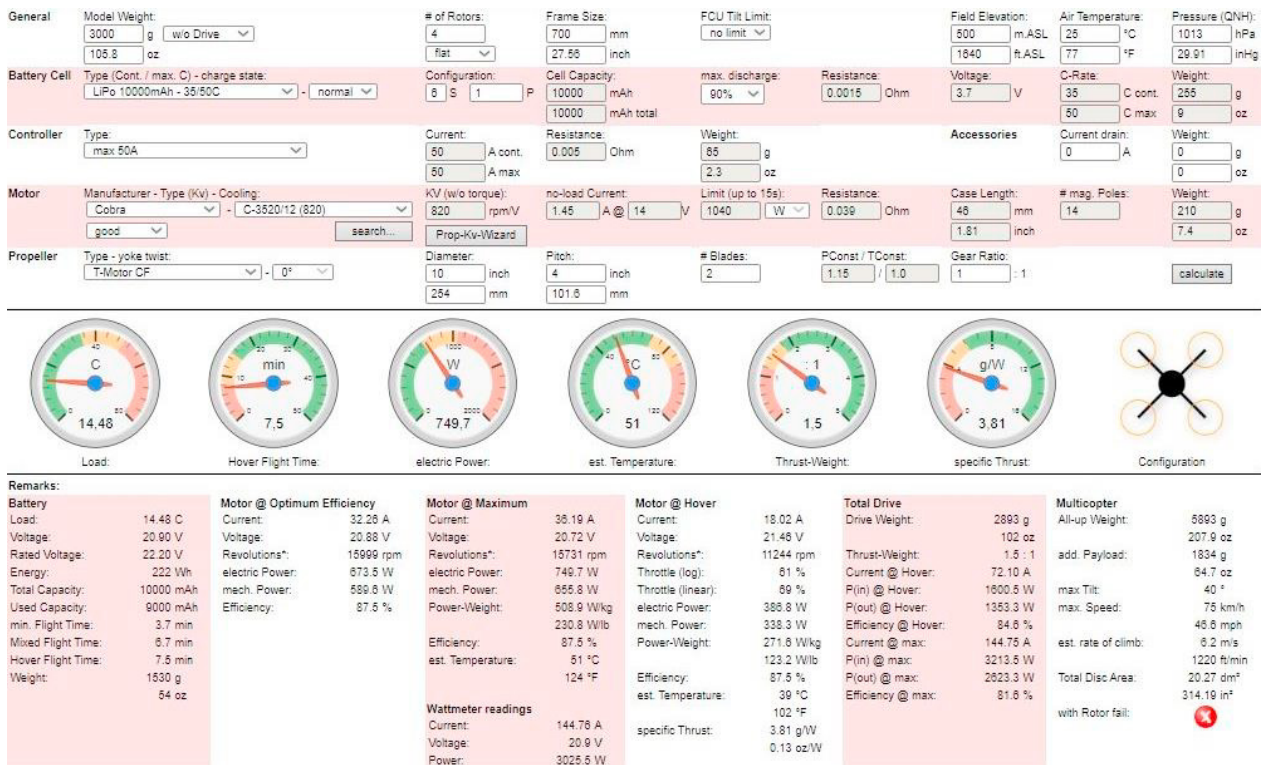 General Model Weight: # of Rotors: Frame Size: FCU Tilt Limit: Field Elevation: Air Temperature: Pressure (QNH):
3000 g w/o Drive 4 700 mm no limit 500 m.ASL 25 °C 1013 hPa
105.8 oz flat 27.56 inch 1640 ft.ASL 77 °F 29.91 inHg
Battery Cell Type (Cont. / max. C) - charge state: Configuration: Cell Capacity: max. discharge: Resistance: Voltage: C-Rate: Weight:
LiPo 10000mAh - 35/50C - normal 6 S 1 P 10000 mAh 90% 0.0015 Ohm 3.7 V 35 C cont. 255 g
10000 mAh total 50 C max 9 oz
Controller Type: Current: Resistance: Weight: Accessories Current drain: Weight:
max 50A 50 A cont. 0.005 Ohm 65 g 0 A 0 g
50 A max 2.3 oz 0 oz
Motor Manufacturer - Type (Kv) - Cooling: KV (w/o torque): no-load Current: Limit (up to 15s): Resistance: Case Length: # mag. Poles: Weight:
Cobra - C-3520/12 (820) 820 rpm/V 1.45 A @ 14 V 1040 W 0.039 Ohm 46 mm 14 210 g
good search... Prop-Kv-Wizard 1.81 inch 7.4 oz
Propeller Type - yoke twist: Diameter: Pitch: # Blades: PConst / TConst: Gear Ratio:
T-Motor CF - 0° 10 inch 4 inch 2 1.15 / 1.0 1 : 1 calculate
254 mm 101.6 mm
C min W °C : 1 g/W
14,48 7,5 749,7 51 1,5 3,81
Load: Hover Flight Time: electric Power: est. Temperature: Thrust-Weight: specific Thrust: Configuration
Remarks:
Battery
Load: 14.48 C
Voltage: 20.90 V
Rated Voltage: 22.20 V
Energy: 222 Wh
Total Capacity: 10000 mAh
Used Capacity: 9000 mAh
min. Flight Time: 3.7 min
Mixed Flight Time: 6.7 min
Hover Flight Time: 7.5 min
Weight: 1530 g
54 oz
Motor @ Optimum Efficiency
Current: 32.26 A
Voltage: 20.88 V
Revolutions*: 15999 rpm
electric Power: 673.5 W
mech. Power: 589.6 W
Efficiency: 87.5 %
Motor @ Maximum
Current: 36.19 A
Voltage: 20.72 V
Revolutions*: 15731 rpm
electric Power: 749.7 W
mech. Power: 655.8 W
Power-Weight: 508.9 W/kg
230.8 W/lb
Efficiency: 87.5 %
est. Temperature: 51 °C
124 °F
Wattmeter readings
Current: 144.76 A
Voltage: 20.9 V
Power: 3025.5 W
Motor @ Hover
Current: 18.02 A
Voltage: 21.46 V
Revolutions*: 11244 rpm
Throttle (log): 61 %
Throttle (linear): 69 %
electric Power: 386.8 W
mech. Power: 338.3 W
Power-Weight: 271.6 W/kg
123.2 W/lb
Efficiency: 87.5 %
est. Temperature: 39 °C
102 °F
specific Thrust: 3.81 g/W
0.13 oz/W
Total Drive
Drive Weight: 2893 g
102 oz
Thrust-Weight: 1.5 : 1
Current @ Hover: 72.10 A
P(in) @ Hover: 1600.5 W
P(out) @ Hover: 1353.3 W
Efficiency @ Hover: 84.6 %
Current @ max: 144.75 A
P(in) @ max: 3213.5 W
P(out) @ max: 2623.3 W
Efficiency @ max: 81.6 %
Multicopter
All-up Weight: 5893 g
207.9 oz
add. Payload: 1834 g
64.7 oz
max Tilt: 40 °
max. Speed: 75 km/h
46.6 mph
est. rate of climb: 6.2 m/s
1220 ft/min
Total Disc Area: 20.27 dm²
314.19 in²
with Rotor fail: